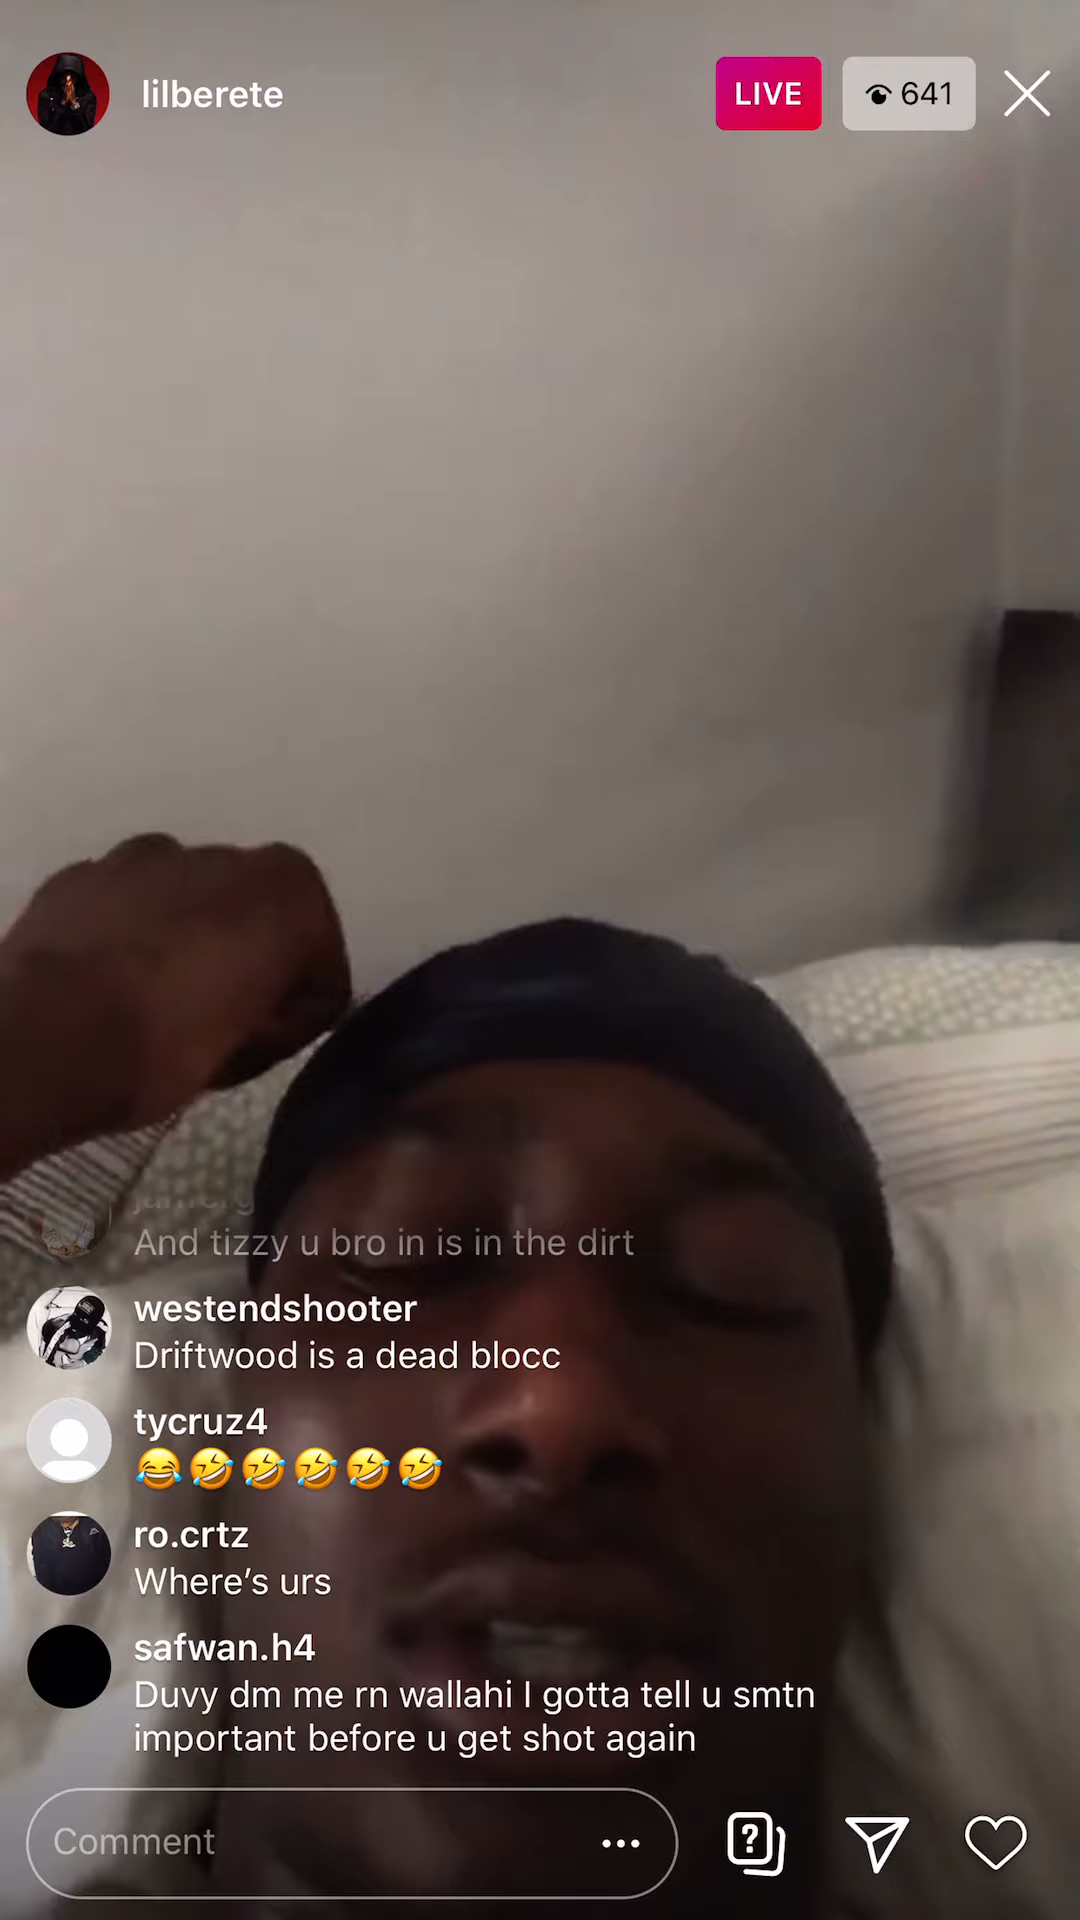 lilberete
LIVE
641
And tizzy u bro in is in the dirt
westendshooter
Driftwood is a dead blocc
tycruz4
😂🤣🤣🤣🤣🤣
ro.crtz
Where’s urs
safwan.h4
Duvy dm me rn wallahi I gotta tell u smtn
important before u get shot again
Comment